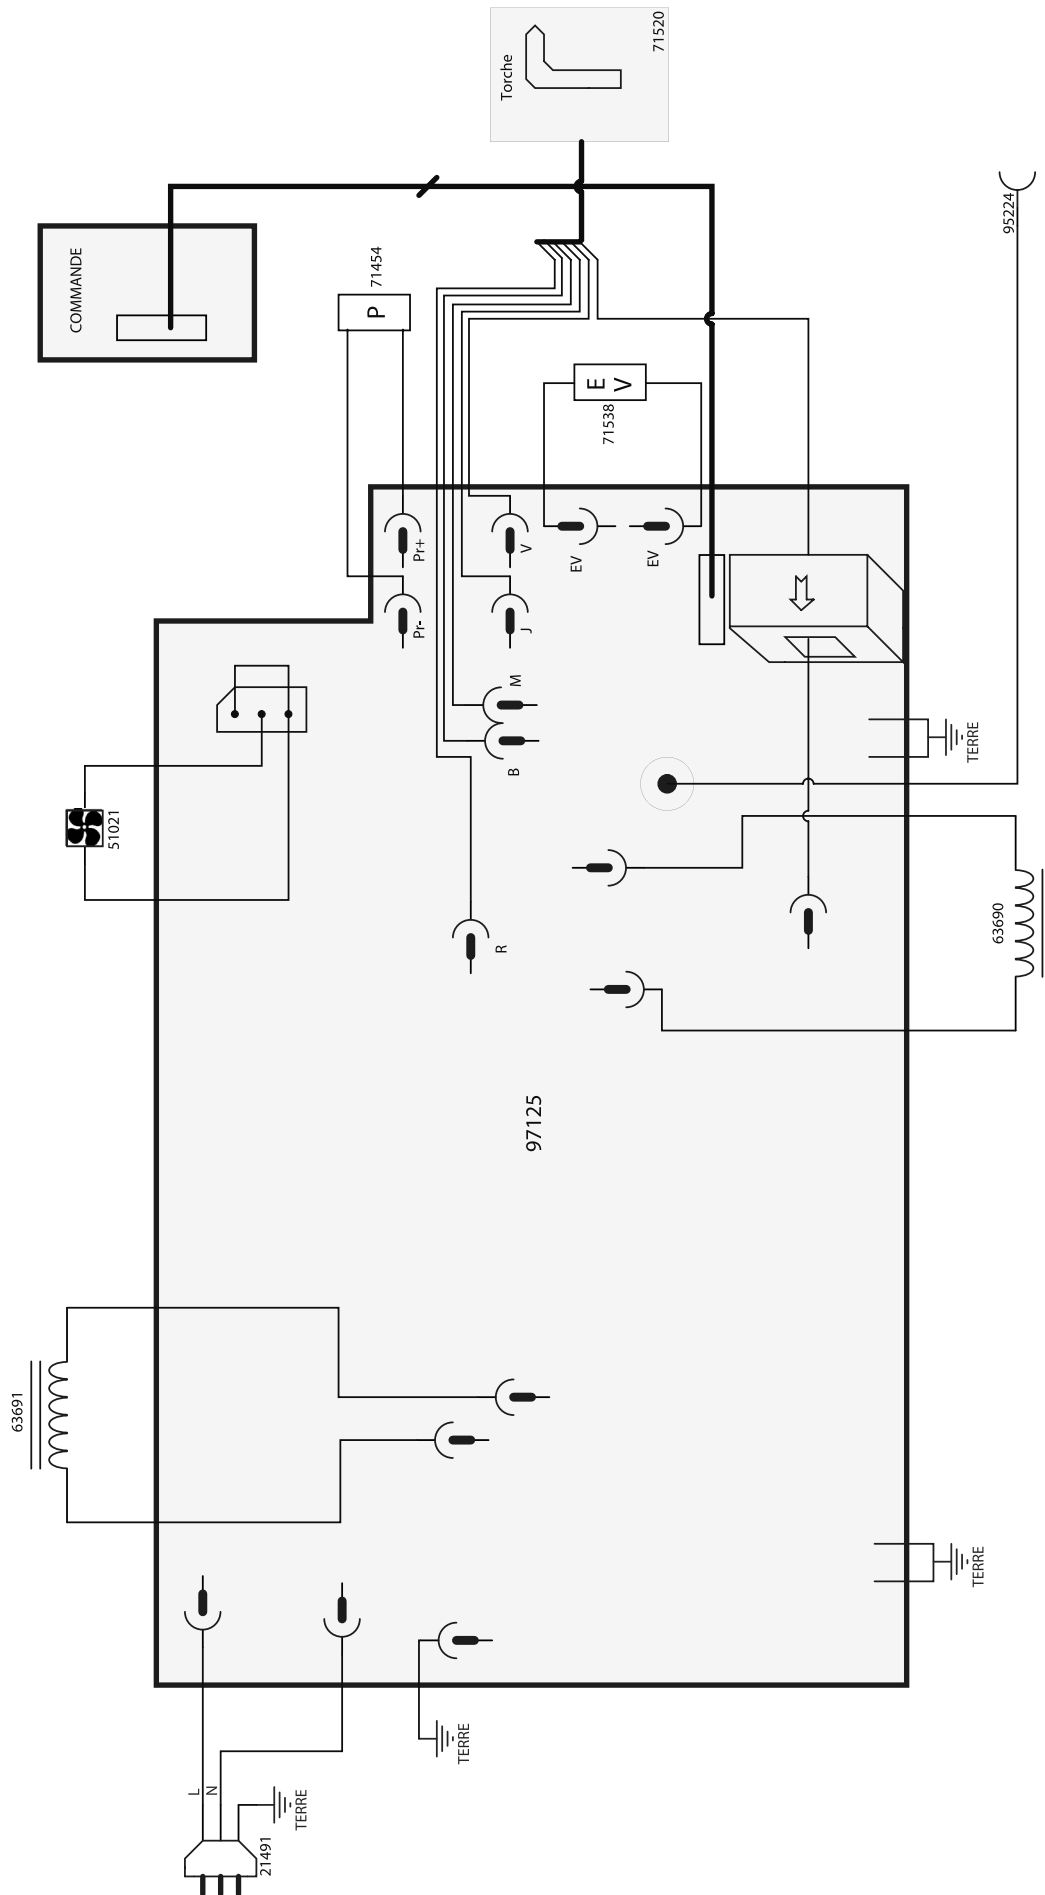 Torche
71520
COMMANDE
71454
P
95224
E
V
71538
Pr+
V
EV
EV
Pr-
J
M
B
TERRE
51021
R
63690
97125
63691
TERRE
TERRE
L
N
TERRE
21491